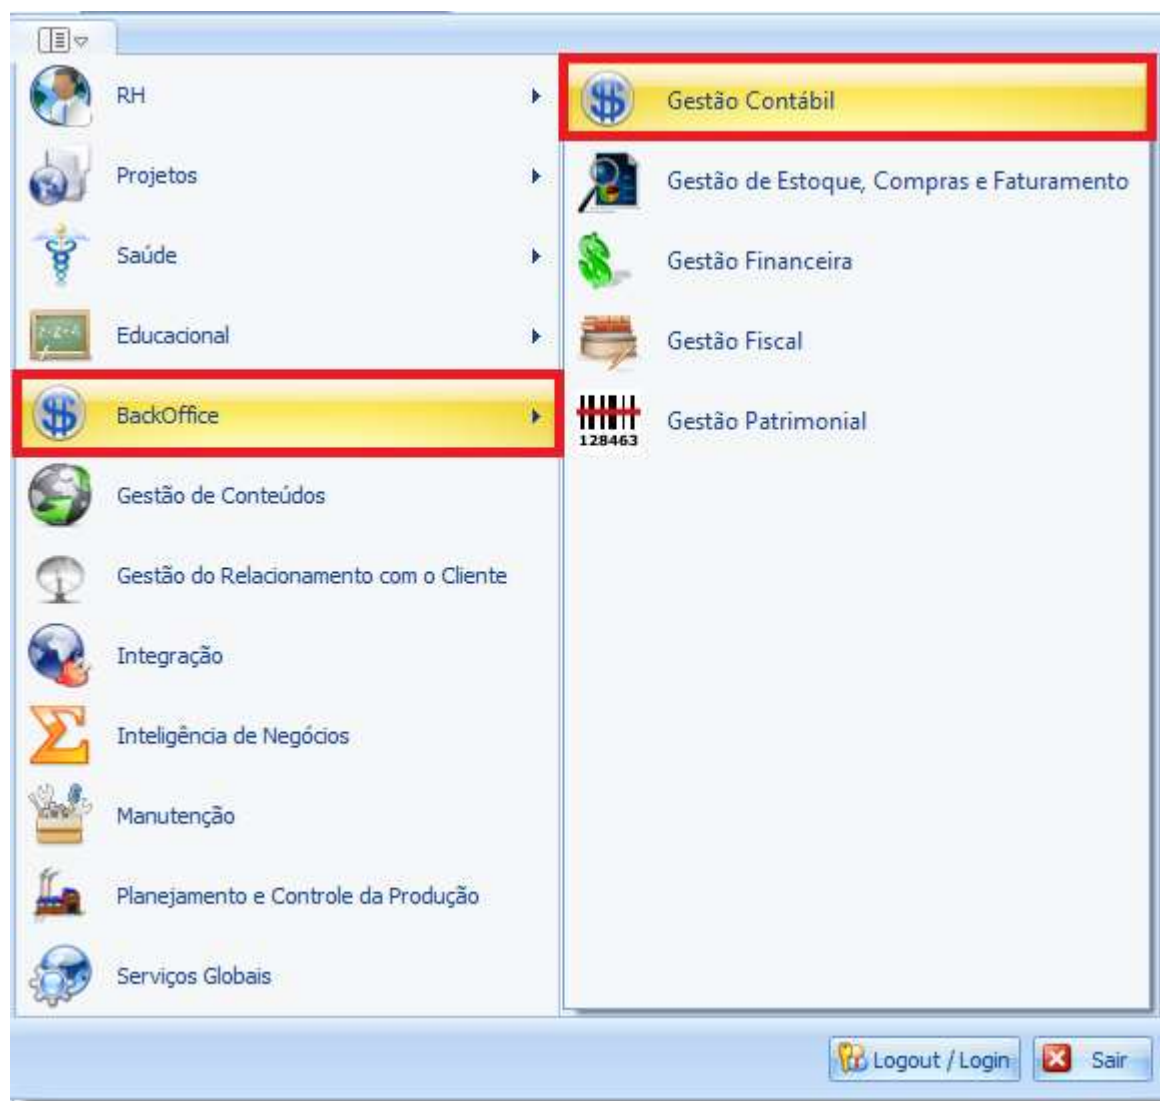 RH
Projetos
Saúde
Educacional
BackOffice
Gestão de Conteúdos
Gestão do Relacionamento com o Cliente
Integração
Inteligência de Negócios
Manutenção
Planejamento e Controle da Produção
Serviços Globais
Gestão Contábil
Gestão de Estoque, Compras e Faturamento
Gestão Financeira
Gestão Fiscal
128463
Gestão Patrimonial
Logout / Login
Sair